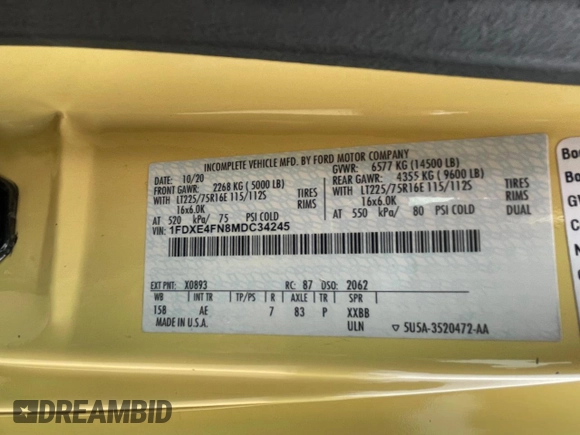 INCOMPLETE VEHICLE MFD. BY FORD MOTOR COMPANY
DATE: 10/20 GVWR: 6577 KG (14500 LB)
FRONT GAWR: 2268 KG ( 5000 LB) REAR GAWR: 4355 KG ( 9600 LB)
WITH LT225/75R16E 115/112S TIRES WITH LT225/75R16E 115/112S TIRES
16x6.0K RIMS 16x6.0K RIMS
AT 520 kPa/ 75 PSI COLD AT 550 kPa/ 80 PSI COLD DUAL
VIN: 1FDXE4FN8MDC34245
EXT PNT: X0893 RC: 87 DSO: 2062
WB INT TR TP/PS R AXLE TR SPR
158 AE 7 83 P XXBB
MADE IN U.S.A. ULN 5U5A-3520472-AA
Bo
Bo
GV
C
DREAMBID